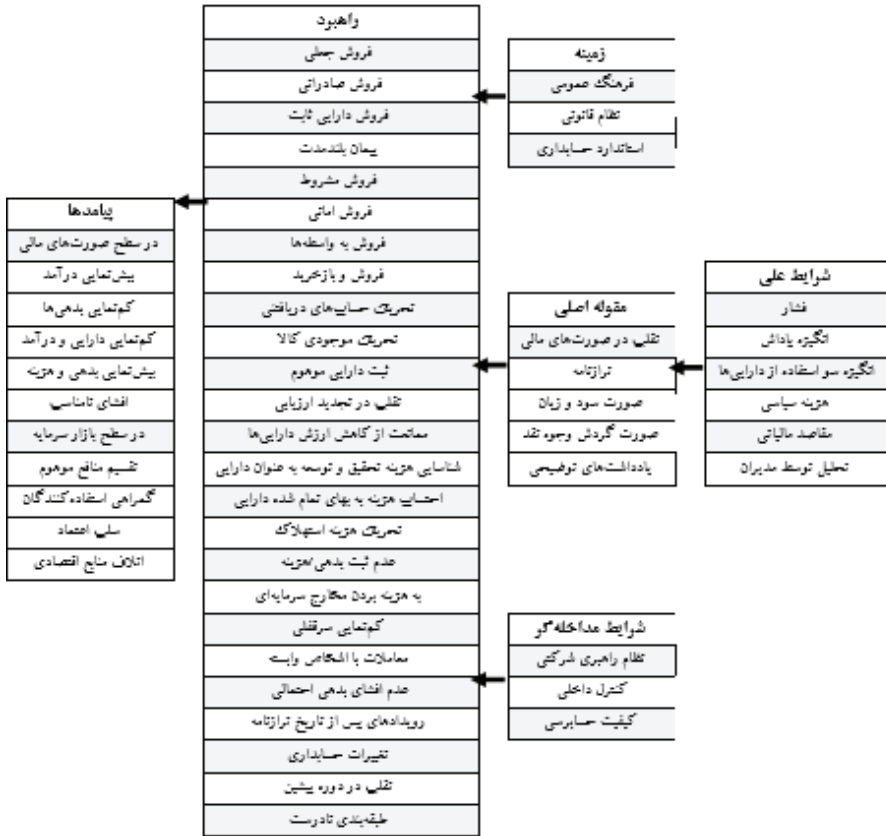 شرایط علی
فشار
انگیزه پاداش
انگیزه سو استفاده از دارایی‌ها
هزینه سیاسی
مقاصد مالیاتی
تحلیل توسط مدیران
زمینه
فرهنگ عمومی
نظام قانونی
استاندارد حسابداری
مقوله اصلی
تقلب در صورت‌های مالی
ترازنامه
صورت سود و زیان
صورت گردش وجوه نقد
یادداشت‌های توضیحی
شرایط مداخله‌گر
نظام راهبری شرکتی
کنترل داخلی
کیفیت حسابرسی
راهبرد
فروش جعلی
فروش صادراتی
فروش دارایی ثابت
پیمان بلندمدت
فروش مشروط
فروش امانی
فروش به واسطه‌ها
فروش و بازخرید
تحریف حساب‌های دریافتنی
تحریف موجودی کالا
ثبت دارایی موهوم
تقلب در تجدید ارزیابی
ممانعت از کاهش ارزش دارایی‌ها
شناسایی هزینه تحقیق و توسعه به عنوان دارایی
احتساب هزینه به بهای تمام شده دارایی
تحریف هزینه استهلاک
عدم ثبت بدهی/هزینه
به هزینه بردن مخارج سرمایه‌ای
کم‌نمایی سرقفلی
معاملات با اشخاص وابسته
عدم افشای بدهی احتمالی
رویدادهای پس از تاریخ ترازنامه
تغییرات حسابداری
تقلب در دوره پیشین
طبقه‌بندی نادرست
پیامدها
در سطح صورت‌های مالی
بیش‌نمایی درآمد
کم‌نمایی بدهی‌ها
کم‌نمایی دارایی و درآمد
بیش‌نمایی بدهی و هزینه
افشای نامناسب
در سطح بازار سرمایه
تقسیم منافع موهوم
گمراهی استفاده‌کنندگان
سلب اعتماد
اتلاف منابع اقتصادی